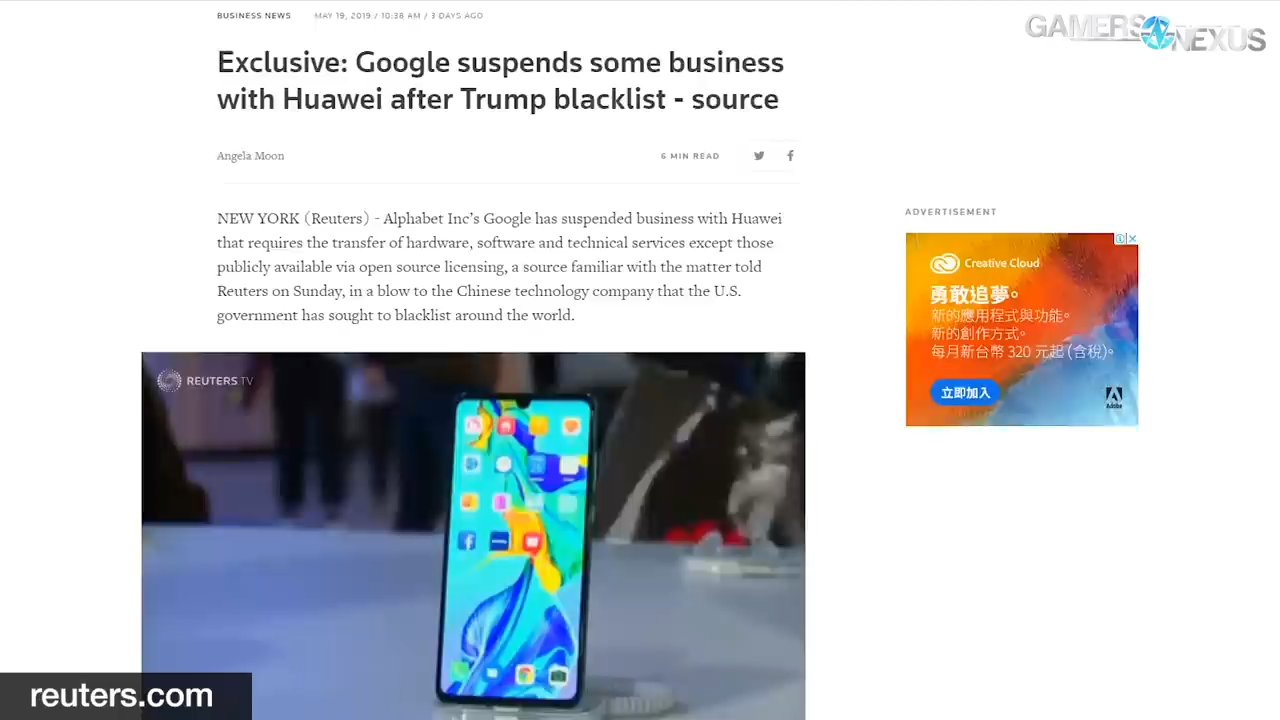 BUSINESS NEWS
MAY 19, 2019 / 10:38 AM / 3 DAYS AGO
GAMERS NEXUS
Exclusive: Google suspends some business
with Huawei after Trump blacklist - source
Angela Moon
6 MIN READ
NEW YORK (Reuters) - Alphabet Inc’s Google has suspended business with Huawei
that requires the transfer of hardware, software and technical services except those
publicly available via open source licensing, a source familiar with the matter told
Reuters on Sunday, in a blow to the Chinese technology company that the U.S.
government has sought to blacklist around the world.
ADVERTISEMENT
Creative Cloud
勇敢追夢。
新的應用程式與功能。
新的創作方式。
每月新台幣 320 元起 (含稅)。
立即加入
Adobe
REUTERS TV
reuters.com